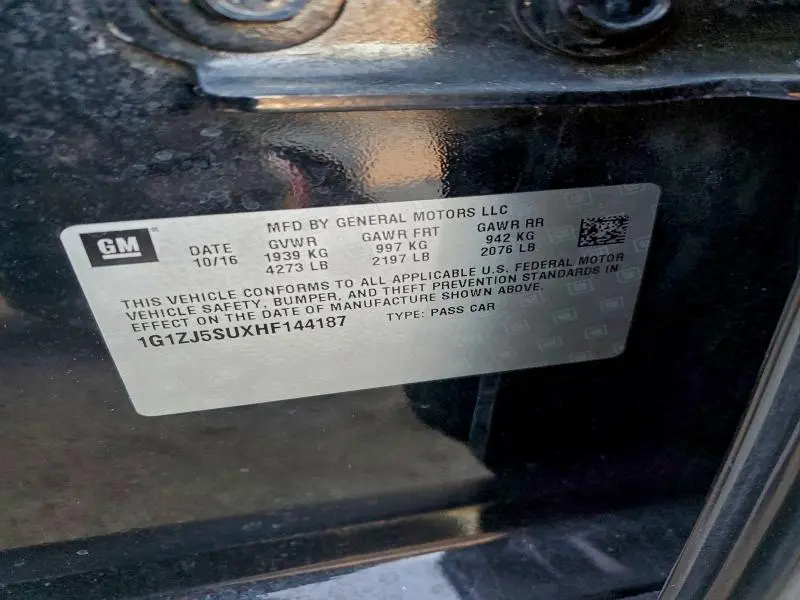 GM
MFD BY GENERAL MOTORS LLC
DATE GVWR GAWR FRT GAWR RR
10/16 1939 KG 997 KG 942 KG
4273 LB 2197 LB 2076 LB
THIS VEHICLE CONFORMS TO ALL APPLICABLE U.S. FEDERAL MOTOR
VEHICLE SAFETY, BUMPER, AND THEFT PREVENTION STANDARDS IN
EFFECT ON THE DATE OF MANUFACTURE SHOWN ABOVE.
1G1ZJ5SUXHF144187 TYPE: PASS CAR